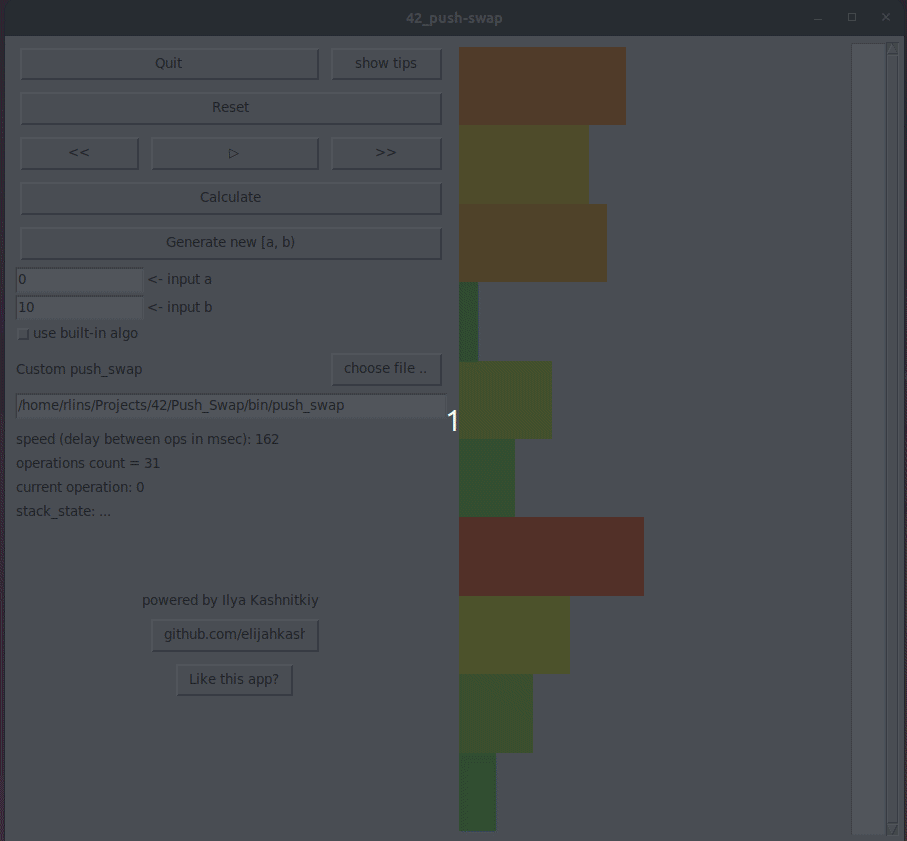 42_push-swap
Quit
show tips
Reset
<<
▷
>>
Calculate
Generate new [a, b)
0 <- input a
10 <- input b
use built-in algo
Custom push_swap
choose file ..
/home/rlins/Projects/42/Push_Swap/bin/push_swap
1
speed (delay between ops in msec): 162
operations count = 31
current operation: 0
stack_state: ...
powered by Ilya Kashnitkiy
github.com/elijahkash
Like this app?